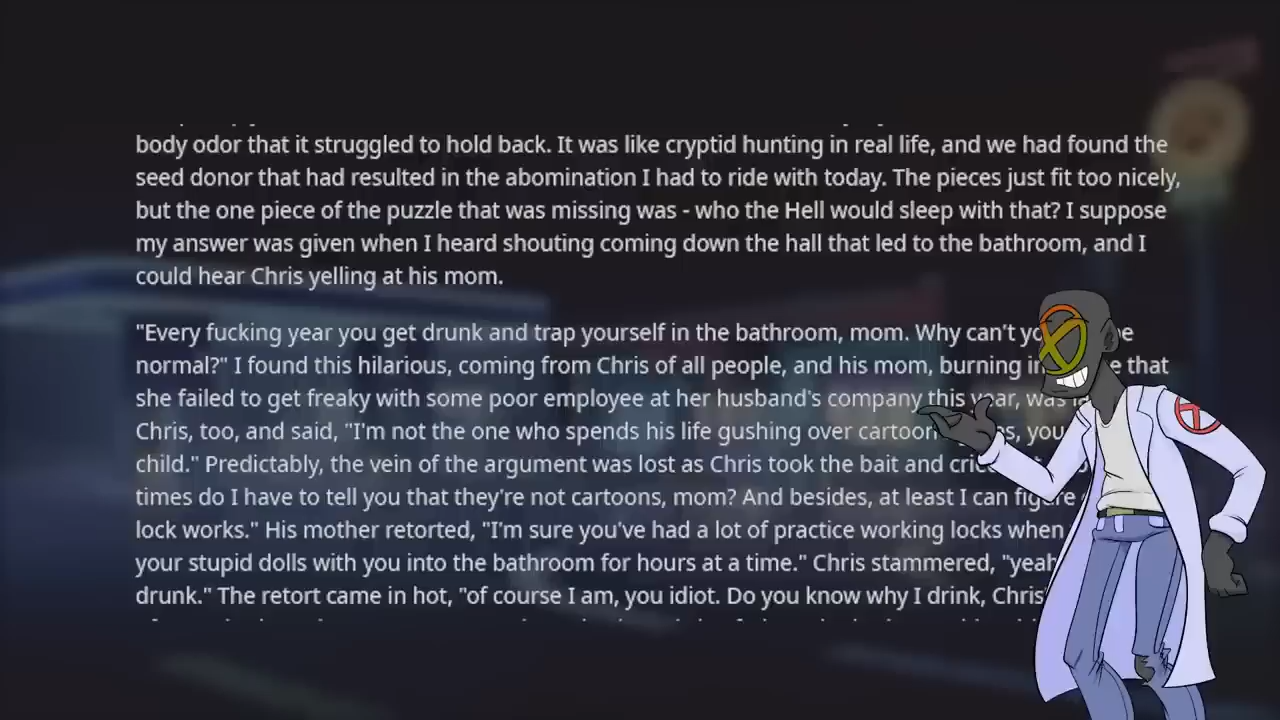 body odor that it struggled to hold back. It was like cryptid hunting in real life, and we had found the
seed donor that had resulted in the abomination I had to ride with today. The pieces just fit too nicely,
but the one piece of the puzzle that was missing was - who the Hell would sleep with that? I suppose
my answer was given when I heard shouting coming down the hall that led to the bathroom, and I
could hear Chris yelling at his mom.
"Every fucking year you get drunk and trap yourself in the bathroom, mom. Why can't
normal?" I found this hilarious, coming from Chris of all people, and his mom, burning that
she failed to get freaky with some poor employee at her husband's company this year, was
Chris, too, and said, "I'm not the one who spends his life gushing over cartoon you
child." Predictably, the vein of the argument was lost as Chris took the bait and
times do I have to tell you that they're not cartoons, mom? And besides, at least I can figure
lock works." His mother retorted, "I'm sure you've had a lot of practice working locks when
your stupid dolls with you into the bathroom for hours at a time." Chris stammered, "yeah
drunk." The retort came in hot, "of course I am, you idiot. Do you know why I drink, Chris